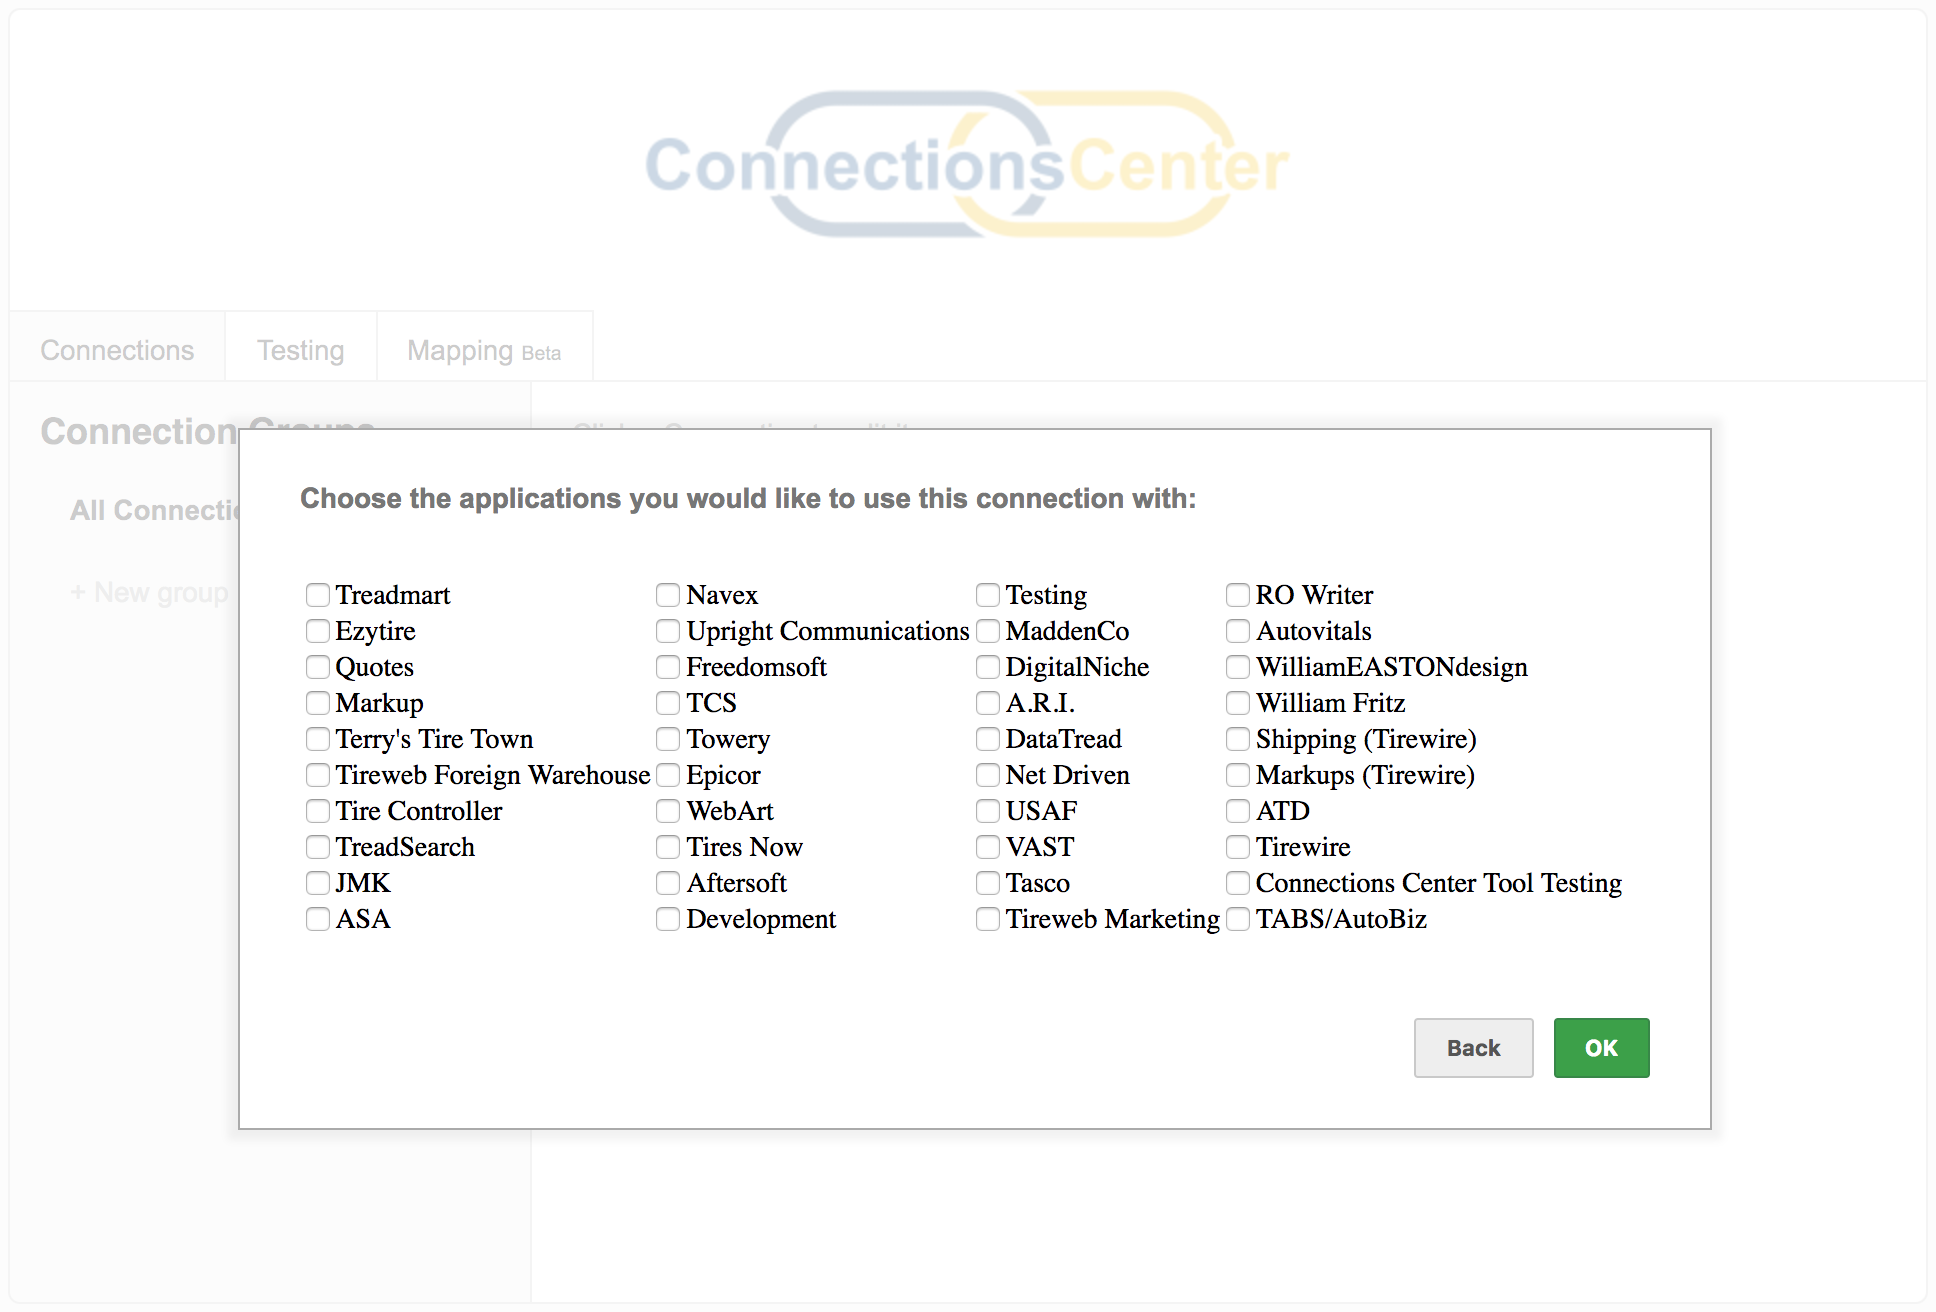 ConnectionsCenter
Connections
Testing
Mapping Beta
Connection Groups
All Connectio
+ New group
Choose the applications you would like to use this connection with:
Treadmart
Ezytire
Quotes
Markup
Terry's Tire Town
Tireweb Foreign Warehouse
Tire Controller
TreadSearch
JMK
ASA
Navex
Upright Communications
Freedomsoft
TCS
Towery
Epicor
WebArt
Tires Now
Aftersoft
Development
Testing
MaddenCo
DigitalNiche
A.R.I.
DataTread
Net Driven
USAF
VAST
Tasco
Tireweb Marketing
RO Writer
Autovitals
WilliamEASTONdesign
William Fritz
Shipping (Tirewire)
Markups (Tirewire)
ATD
Tirewire
Connections Center Tool Testing
TABS/AutoBiz
Back
OK